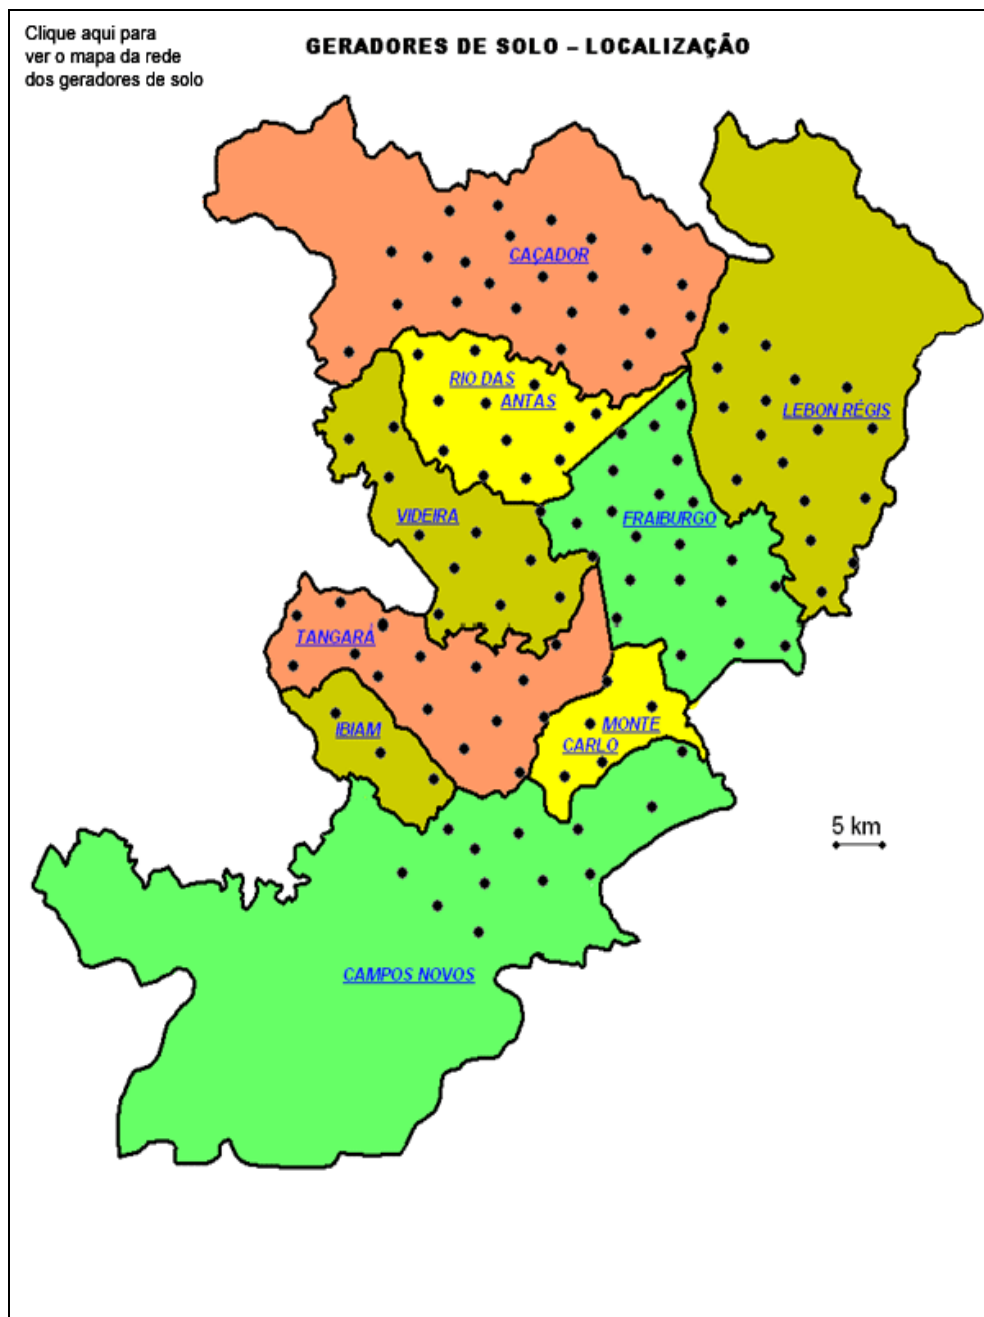 Clique aqui para
ver o mapa da rede
dos geradores de solo
GERADORES DE SOLO – LOCALIZAÇÃO
CAÇADOR
RIO DAS
ANTAS
LEBON RÉGIS
VIDEIRA
FRAIBURGO
TANGARÁ
IBIAM
MONTE
CARLO
5 km
CAMPOS NOVOS